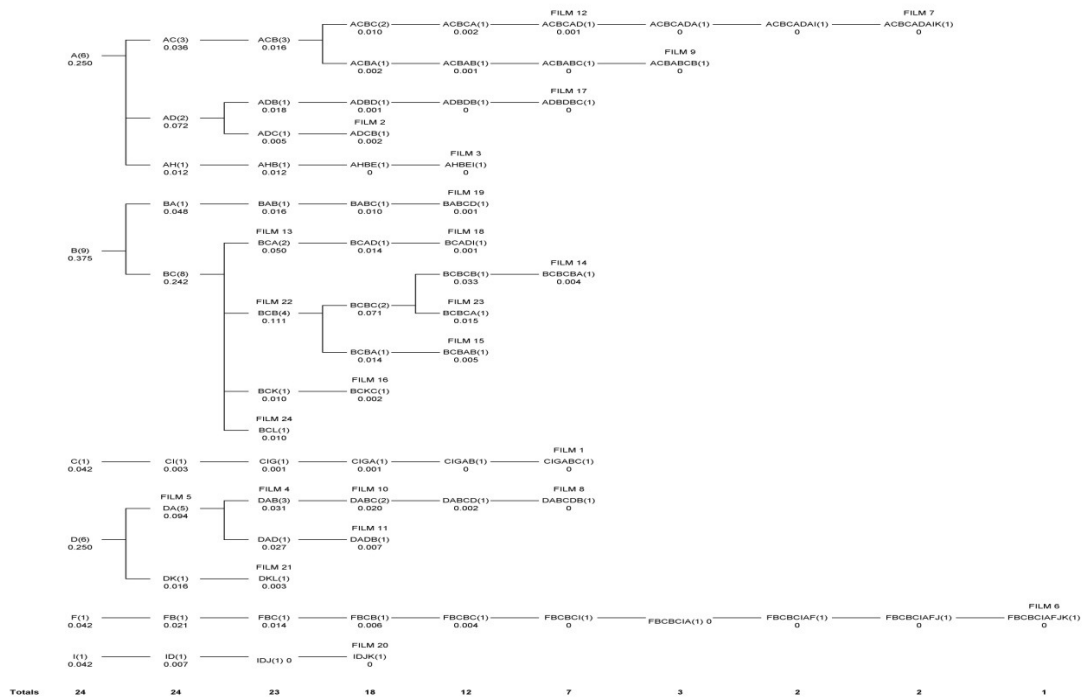 FILM 12 FILM 7
ACBC(2) ACBCA(1) ACBCAD(1) ACBCADA(1) ACBCADAI(1) ACBCADAIK(1)
0.010 0.002 0.001 0 0 0
AC(3) ACB(3)
0.036 0.016
FILM 9
A(6) ACBA(1) ACBAB(1) ACBABC(1) ACBABCB(1)
0.250 0.002 0.001 0 0
FILM 17
ADB(1) ADBD(1) ADBDB(1) ADBDBC(1)
0.018 0.001 0 0
AD(2) FILM 2
0.072 ADC(1) ADCB(1)
0.005 0.002
FILM 3
AH(1) AHB(1) AHBE(1) AHBEI(1)
0.012 0.012 0 0
FILM 19
BA(1) BAB(1) BABC(1) BABCD(1)
0.048 0.016 0.010 0.001
FILM 13 FILM 18
B(9) BCA(2) BCAD(1) BCADI(1)
0.375 0.050 0.014 0.001
FILM 14
BC(8) BCBCB(1) BCBCBA(1)
0.242 0.033 0.004
FILM 22 BCBC(2) FILM 23
BCB(4) 0.071 BCBCA(1)
0.111 0.015
FILM 15
BCBA(1) BCBAB(1)
0.014 0.005
FILM 16
BCK(1) BCKC(1)
0.010 0.002
FILM 24
BCL(1)
0.010
FILM 1
C(1) CI(1) CIG(1) CIGA(1) CIGAB(1) CIGABC(1)
0.042 0.003 0.001 0.001 0 0
FILM 5 FILM 4 FILM 10 FILM 8
DA(5) DAB(3) DABC(2) DABCD(1) DABCDB(1)
0.094 0.031 0.020 0.002 0
FILM 11
D(6) DAD(1) DADB(1)
0.250 0.027 0.007
FILM 21
DK(1) DKL(1)
0.016 0.003
FILM 6
F(1) FB(1) FBC(1) FBCB(1) FBCBC(1) FBCBCI(1) FBCBCIA(1) 0 FBCBCIAF(1) FBCBCIAFJ(1) FBCBCIAFJK(1)
0.042 0.021 0.014 0.006 0.004 0 0 0 0
FILM 20
I(1) ID(1) IDJ(1) 0 IDJK(1)
0.042 0.007 0
Totals 24 24 23 18 12 7 3 2 2 1